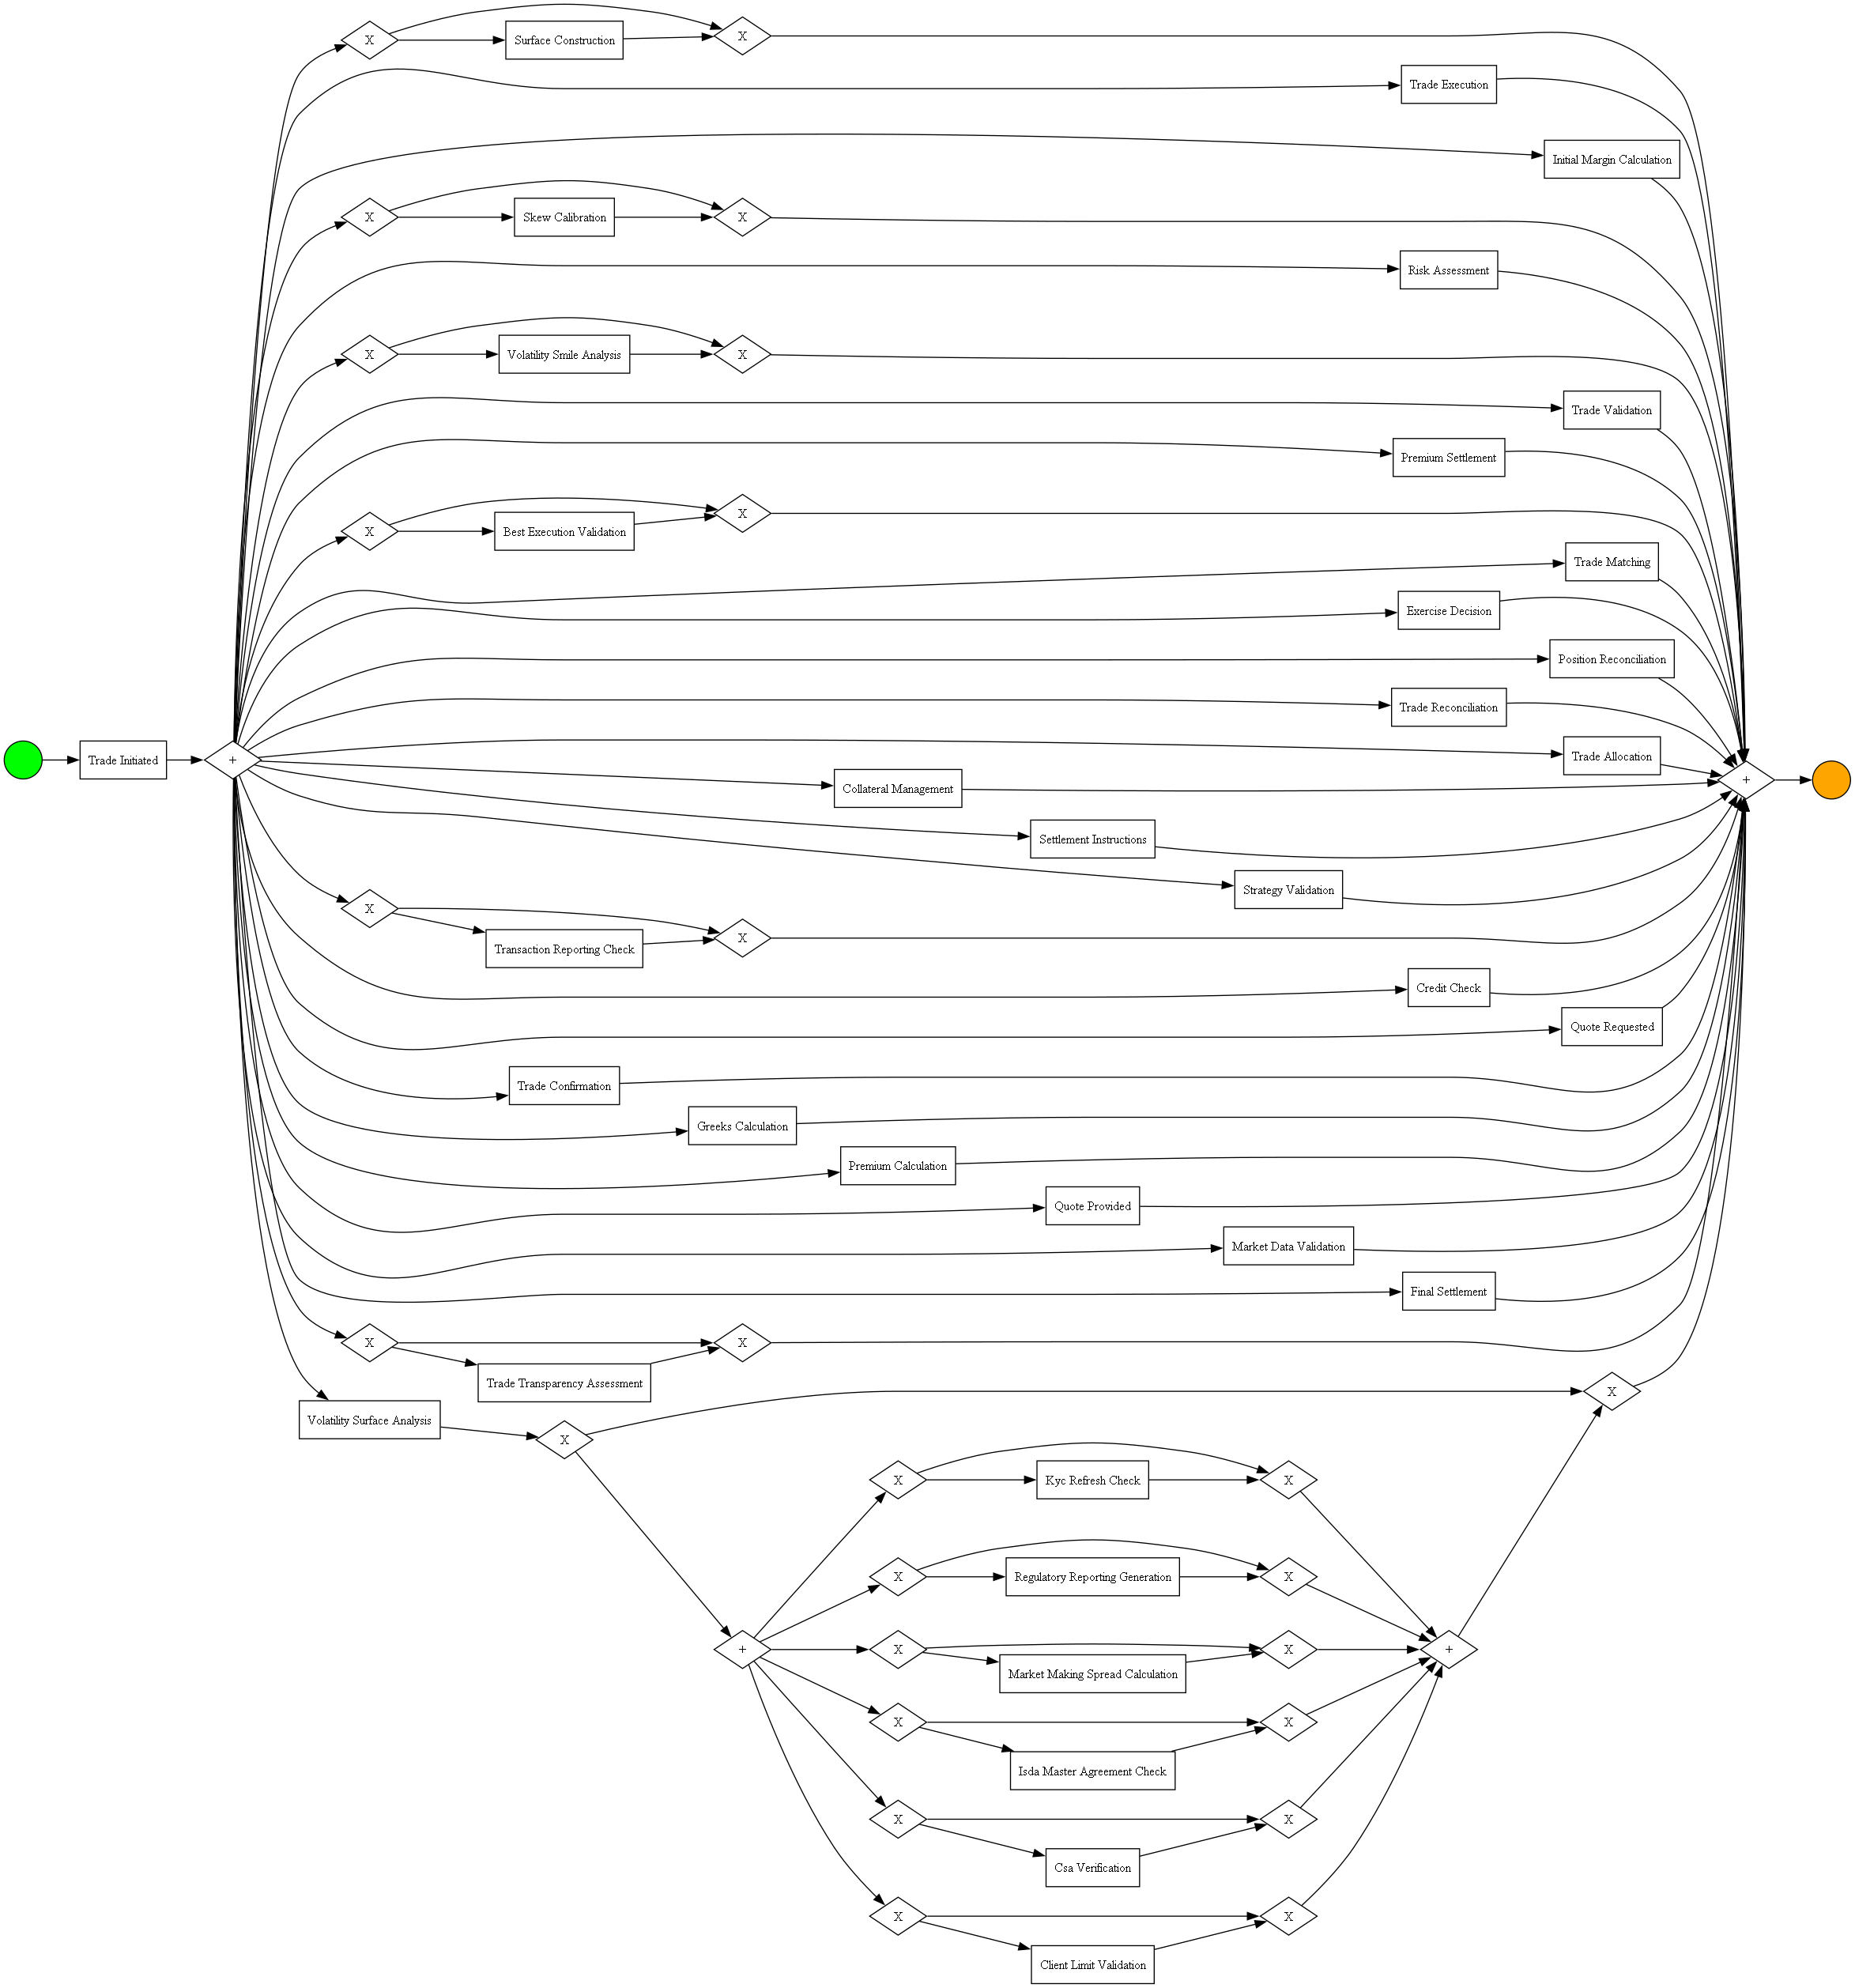 X
Surface Construction
X
Trade Execution
Initial Margin Calculation
X
Skew Calibration
X
Risk Assessment
X
Volatility Smile Analysis
X
Trade Validation
Premium Settlement
X
Best Execution Validation
X
Trade Matching
Exercise Decision
Position Reconciliation
Trade Reconciliation
Trade Initiated
+
Trade Allocation
+
Collateral Management
Settlement Instructions
Strategy Validation
X
Transaction Reporting Check
X
Credit Check
Quote Requested
Trade Confirmation
Greeks Calculation
Premium Calculation
Quote Provided
Market Data Validation
Final Settlement
X
X
Trade Transparency Assessment
X
Volatility Surface Analysis
X
X
Kyc Refresh Check
X
X
Regulatory Reporting Generation
X
+
X
X
+
Market Making Spread Calculation
X
X
Isda Master Agreement Check
X
X
Csa Verification
X
X
Client Limit Validation